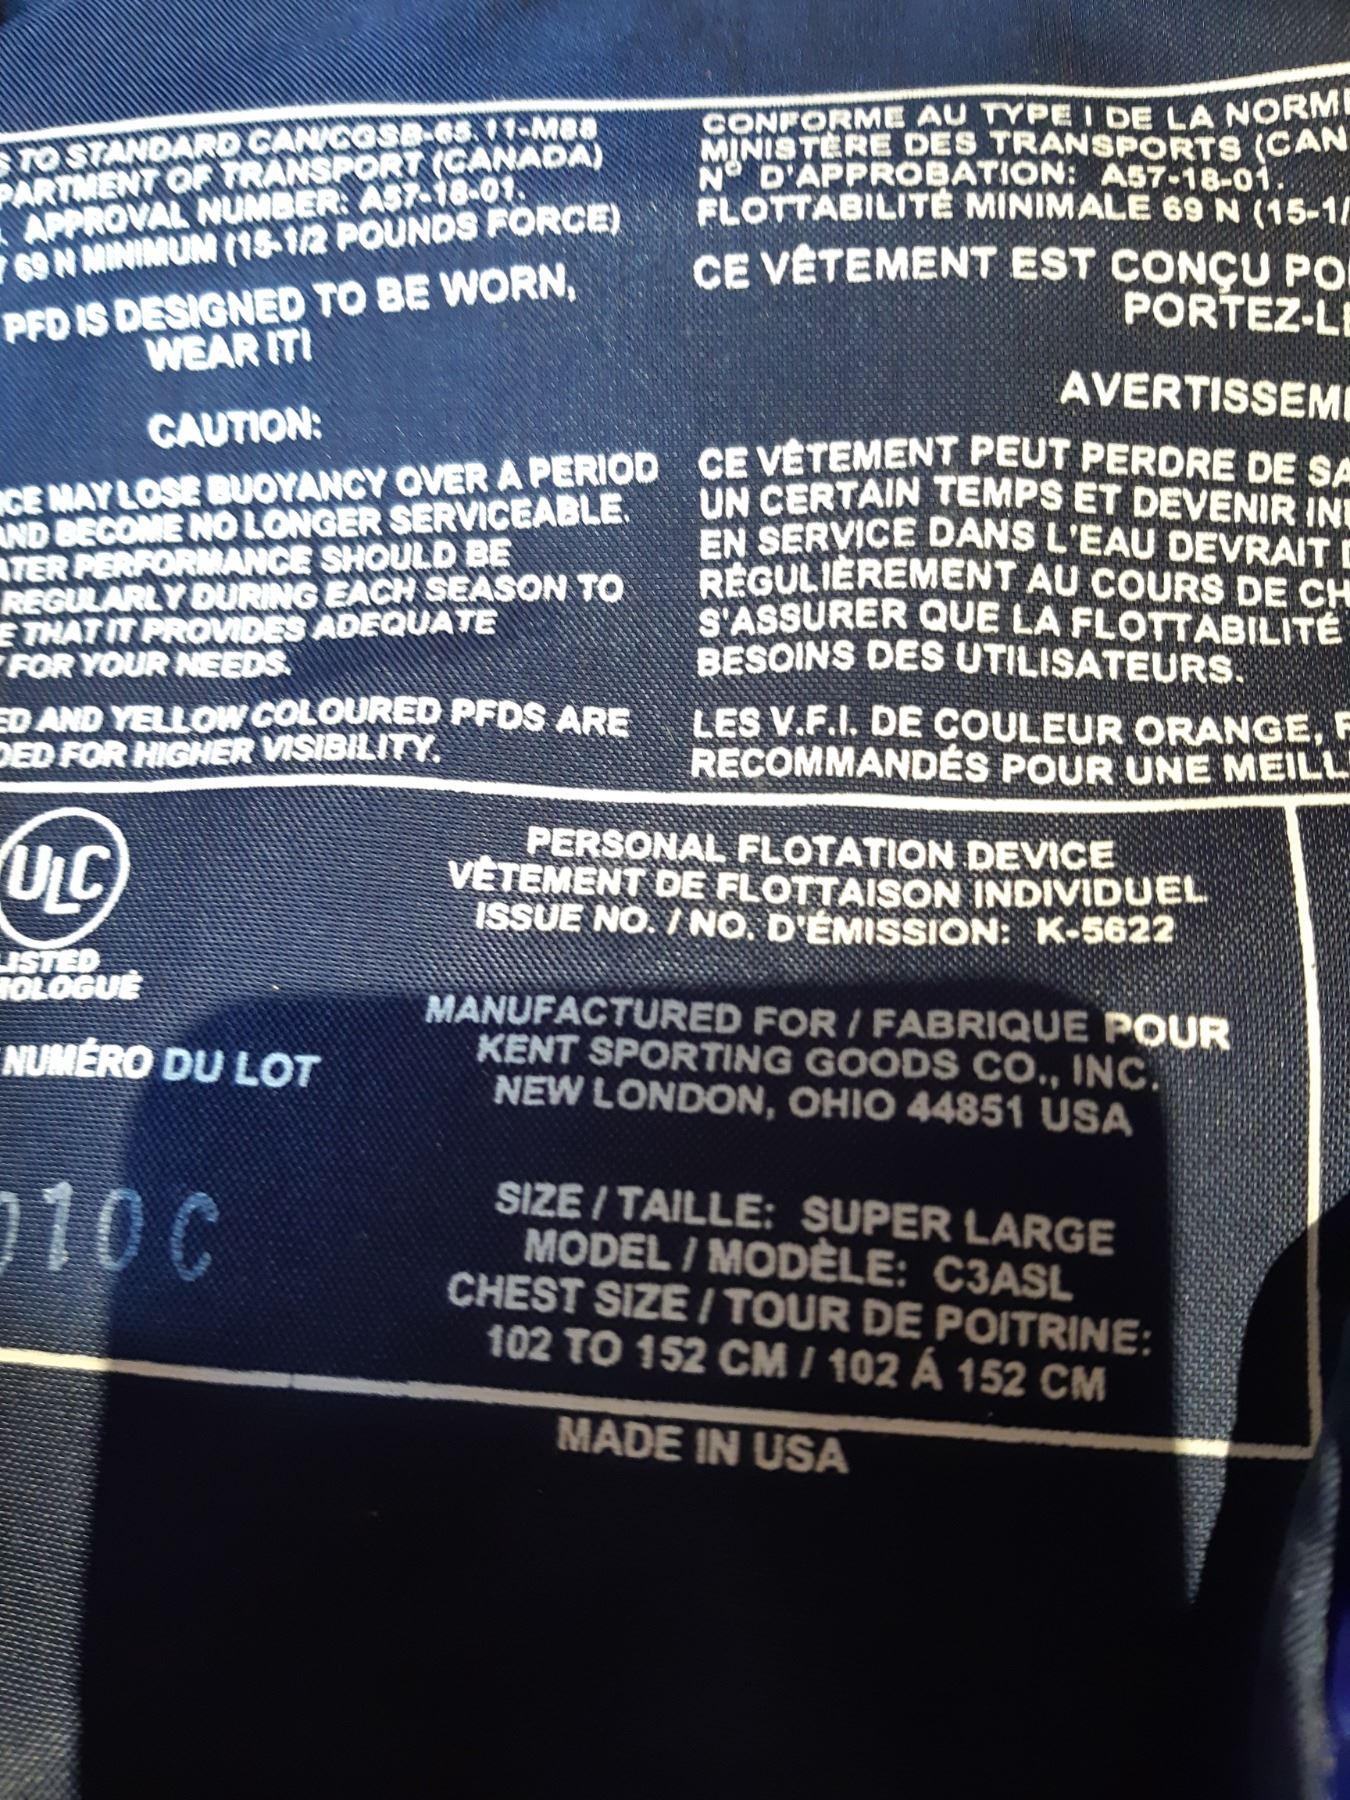 S TO STANDARD CAN/CGSB-65.11-M88
PARTMENT OF TRANSPORT (CANADA)
APPROVAL NUMBER: A57-18-01.
69 N MINIMUM (15-1/2 POUNDS FORCE)
PFD IS DESIGNED TO BE WORN,
WEAR IT!
CAUTION:
CE MAY LOSE BUOYANCY OVER A PERIOD
AND BECOME NO LONGER SERVICEABLE.
ATER PERFORMANCE SHOULD BE
REGULARLY DURING EACH SEASON TO
E THAT IT PROVIDES ADEQUATE
FOR YOUR NEEDS.
ED AND YELLOW COLOURED PFDS ARE
DED FOR HIGHER VISIBILITY.
CONFORME AU TYPE I DE LA NORM
MINISTÈRE DES TRANSPORTS (CAN
Nº D'APPROBATION: A57-18-01.
FLOTTABILITÉ MINIMALE 69 N (15-1/
CE VÊTEMENT EST CONÇU PO
PORTEZ-L
AVERTISSEM
CE VÊTEMENT PEUT PERDRE DE SA
UN CERTAIN TEMPS ET DEVENIR IN
EN SERVICE DANS L'EAU DEVRAIT
RÉGULIÈREMENT AU COURS DE CH
S'ASSURER QUE LA FLOTTABILITÉ
BESOINS DES UTILISATEURS.
LES V.F.I. DE COULEUR ORANGE,
RECOMMANDÉS POUR UNE MEILL
ULC
LISTED
HOLOGUÉ
NUMÉRO DU LOT
010C
PERSONAL FLOTATION DEVICE
VÊTEMENT DE FLOTTAISON INDIVIDUEL
ISSUE NO. / NO. D'ÉMISSION: K-5622
MANUFACTURED FOR / FABRIQUE POUR
KENT SPORTING GOODS CO., INC.
NEW LONDON, OHIO 44851 USA
SIZE / TAILLE: SUPER LARGE
MODEL / MODÈLE: C3ASL
CHEST SIZE / TOUR DE POITRINE:
102 TO 152 CM / 102 Á 152 CM
MADE IN USA